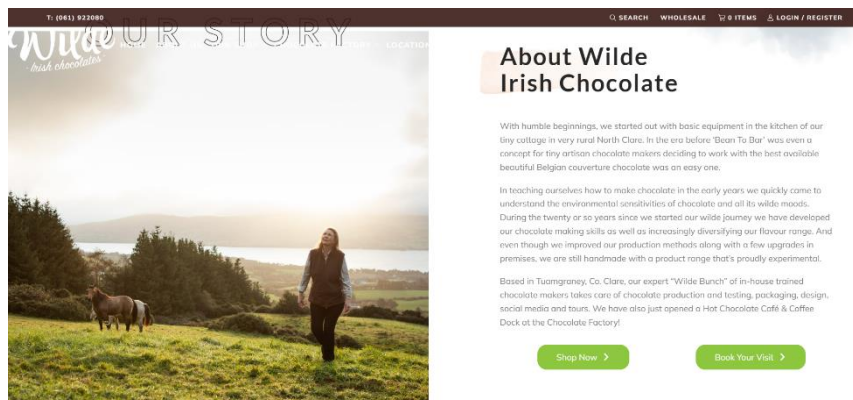 T: (061) 922080
SEARCH WHOLESALE 0 ITEMS LOGIN / REGISTER
OUR STORY
Wilde
Irish chocolates
HOME
LOCATION
About Wilde
Irish Chocolate
With humble beginnings, we started out with basic equipment in the kitchen of our
tiny cottage in very rural North Clare. In the era before 'Bean To Bar' was even a
concept for tiny artisan chocolate makers deciding to work with the best available
beautiful Belgian couverture chocolate was an easy one.
In teaching ourselves how to make chocolate in the early years we quickly came to
understand the environmental sensitivities of chocolate and all its wilde moods.
During the twenty or so years since we started our wilde journey we have developed
our chocolate making skills as well as increasingly diversifying our flavour range. And
even though we improved our production methods along with a few upgrades in
premises, we are still handmade with a product range that's proudly experimental.
Based in Tuamgraney, Co. Clare, our expert "Wilde Bunch" of in-house trained
chocolate makers takes care of chocolate production and testing, packaging, design,
social media and tours. We have also just opened a Hot Chocolate Café & Coffee
Dock at the Chocolate Factory!
Shop Now
Book Your Visit